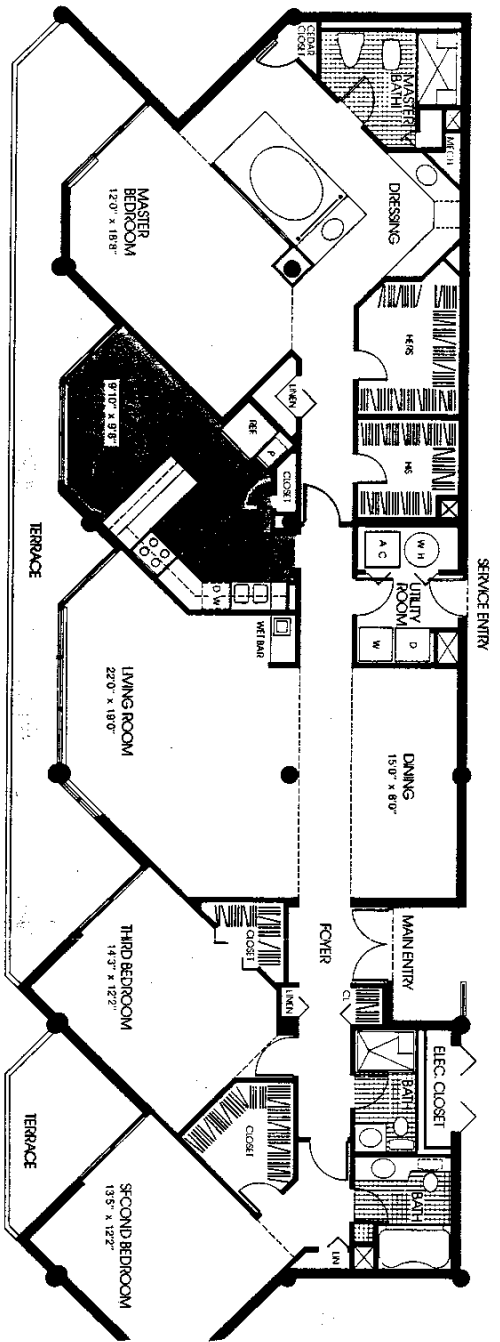 CEDAR
CLOSET
MASTER
BATH
MECH
DRESSING
MASTER
BEDROOM
12'0" x 18'8"
HERS
HIS
LINEN
REF
P
CLOSET
9'10" x 9'8"
D W
WET BAR
A C
W H
UTILITY
ROOM
W
D
SERVICE ENTRY
TERRACE
LIVING ROOM
22'0" x 19'0"
DINING
15'0" x 8'0"
FOYER
MAIN ENTRY
CLOSET
THIRD BEDROOM
14'3" x 12'2"
LINEN
CL
BATH
ELEC. CLOSET
CLOSET
BATH
LIN
TERRACE
SECOND BEDROOM
13'5" x 12'2"